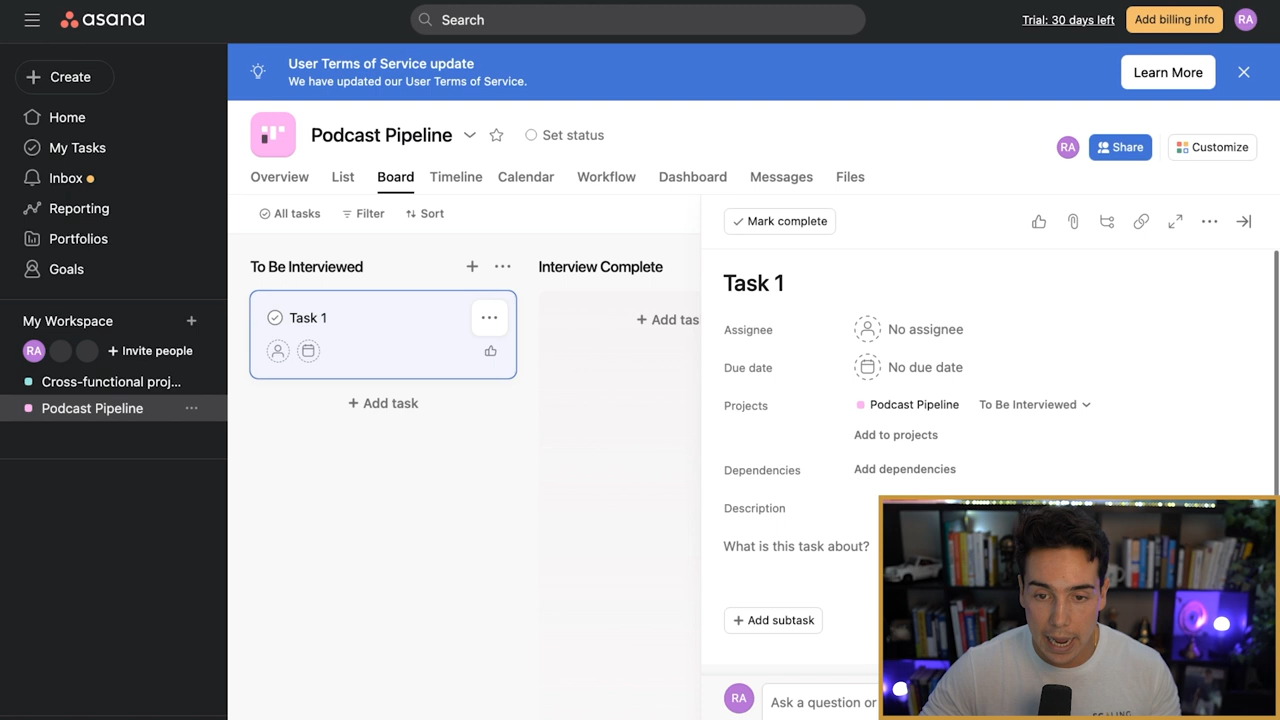 asana
Search
Trial: 30 days left
Add billing info
RA
Create
Home
My Tasks
Inbox
Reporting
Portfolios
Goals
My Workspace
RA
Invite people
Cross-functional proj...
Podcast Pipeline
User Terms of Service update
We have updated our User Terms of Service.
Learn More
Podcast Pipeline
Set status
RA
Share
Customize
Overview
List
Board
Timeline
Calendar
Workflow
Dashboard
Messages
Files
All tasks
Filter
Sort
To Be Interviewed
Task 1
+ Add task
Interview Complete
+ Add tas
Mark complete
Task 1
Assignee
No assignee
Due date
No due date
Projects
Podcast Pipeline
To Be Interviewed
Add to projects
Dependencies
Add dependencies
Description
What is this task about?
+ Add subtask
RA
Ask a question or